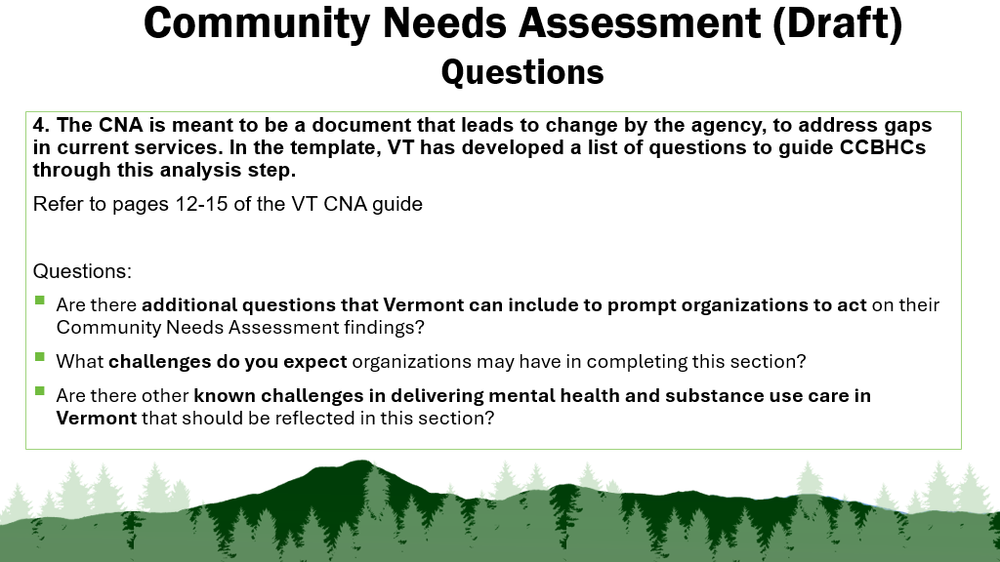 Community Needs Assessment (Draft)
Questions
4. The CNA is meant to be a document that leads to change by the agency, to address gaps
in current services. In the template, VT has developed a list of questions to guide CCBHCs
through this analysis step.
Refer to pages 12-15 of the VT CNA guide
Questions:
Are there additional questions that Vermont can include to prompt organizations to act on their
Community Needs Assessment findings?
What challenges do you expect organizations may have in completing this section?
Are there other known challenges in delivering mental health and substance use care in
Vermont that should be reflected in this section?